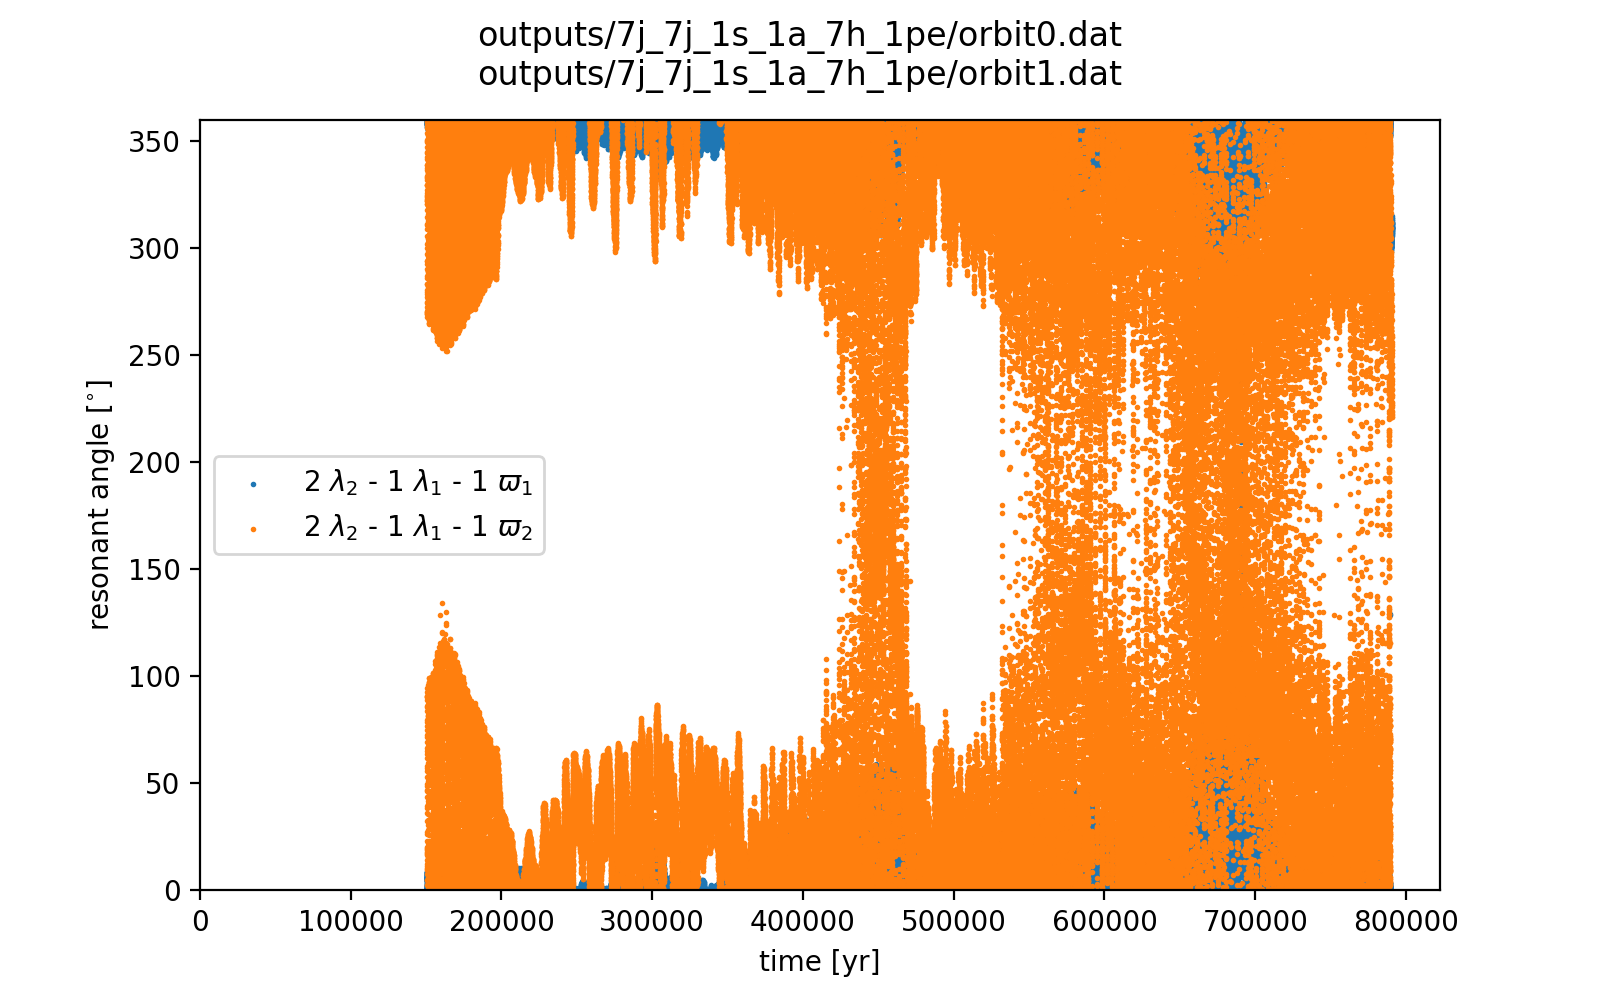 outputs/7j_7j_1s_1a_7h_1pe/orbit0.dat
outputs/7j_7j_1s_1a_7h_1pe/orbit1.dat
350
300
250
200
150
100
50
0
resonant angle [°]
2 λ₂ - 1 λ₁ - 1 ϖ₁
2 λ₂ - 1 λ₁ - 1 ϖ₂
0 100000 200000 300000 400000 500000 600000 700000 800000
time [yr]